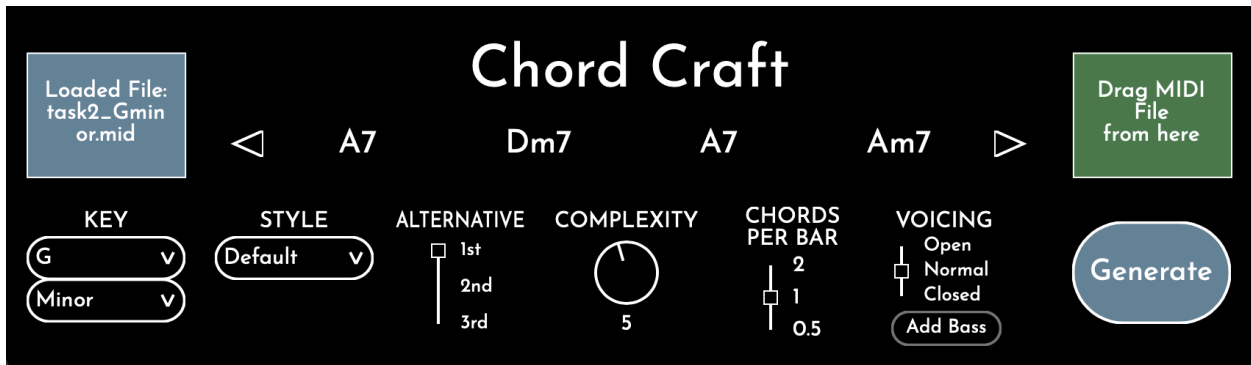 Chord Craft
Loaded File:
task2_Gmin
or.mid
A7 Dm7 A7 Am7
Drag MIDI
File
from here
KEY
G
Minor
STYLE
Default
ALTERNATIVE
1st
2nd
3rd
COMPLEXITY
5
CHORDS
PER BAR
2
1
0.5
VOICING
Open
Normal
Closed
Add Bass
Generate